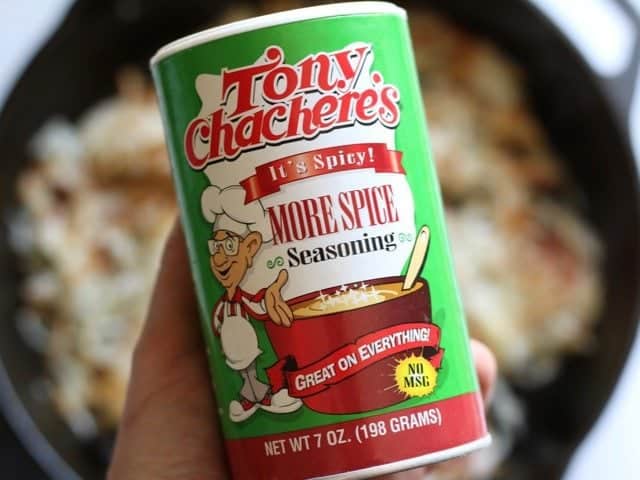 Tony
Chachere's
It's Spicy!
MORE SPICE
Seasoning
GREAT ON EVERYTHING!
NO
MSG
NET WT 7 OZ. (198 GRAMS)